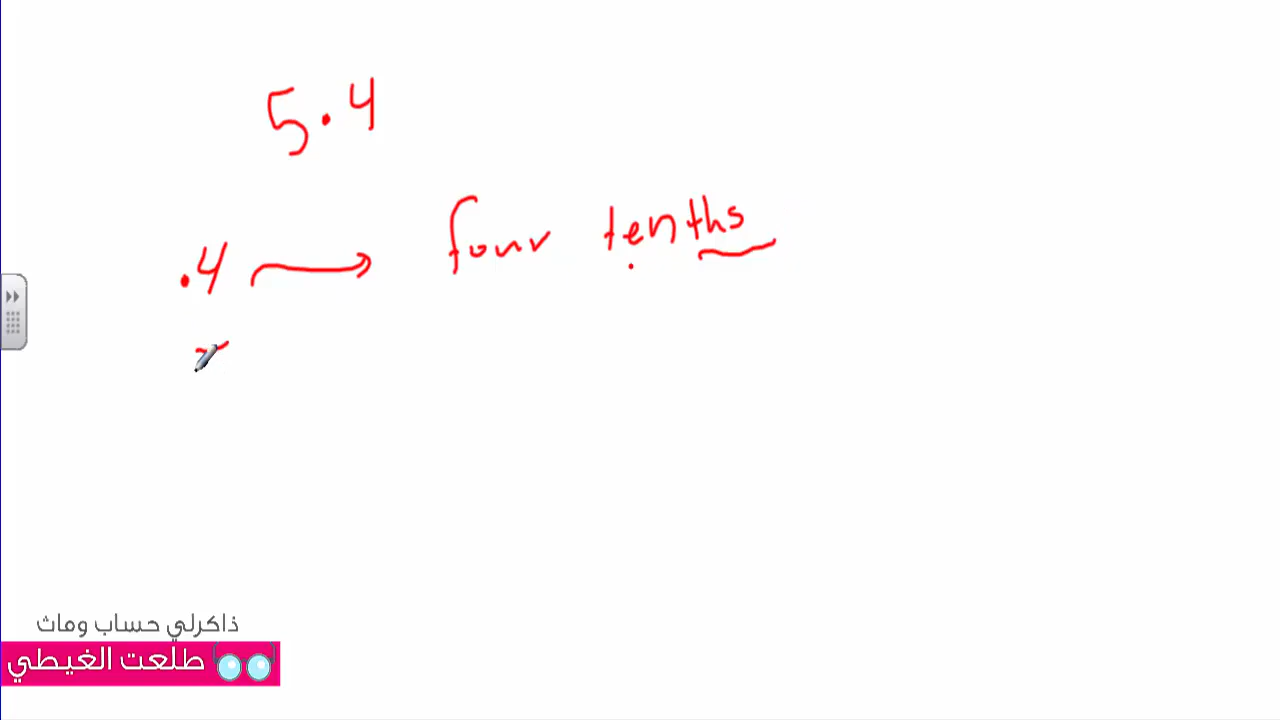 5.4
.4 → four tenths
ذاكرلي حساب وماث
طلعت الغيطي